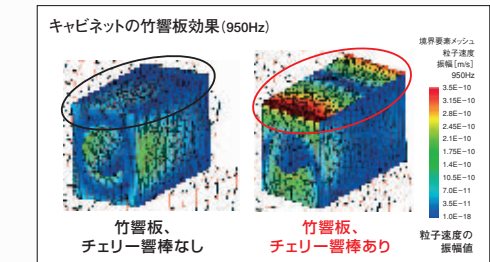 キャビネットの竹響板効果(950Hz)
境界要素メッシュ
粒子速度
振幅[m/s]
950Hz
3.5E-10
3.15E-10
2.8E-10
2.45E-10
2.1E-10
1.75E-10
1.4E-10
10.5E-10
7.0E-11
3.5E-11
1.0E-18
粒子速度の
振幅値
竹響板、
チェリー響棒なし
竹響板、
チェリー響棒あり